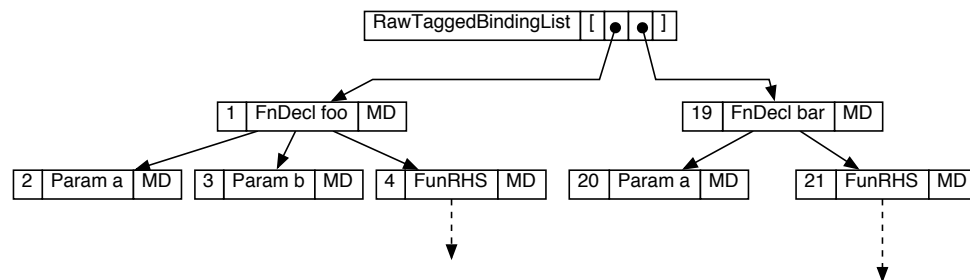 RawTaggedBindingList [ ]
1 FnDecl foo MD 19 FnDecl bar MD
2 Param a MD 3 Param b MD 4 FunRHS MD 20 Param a MD 21 FunRHS MD